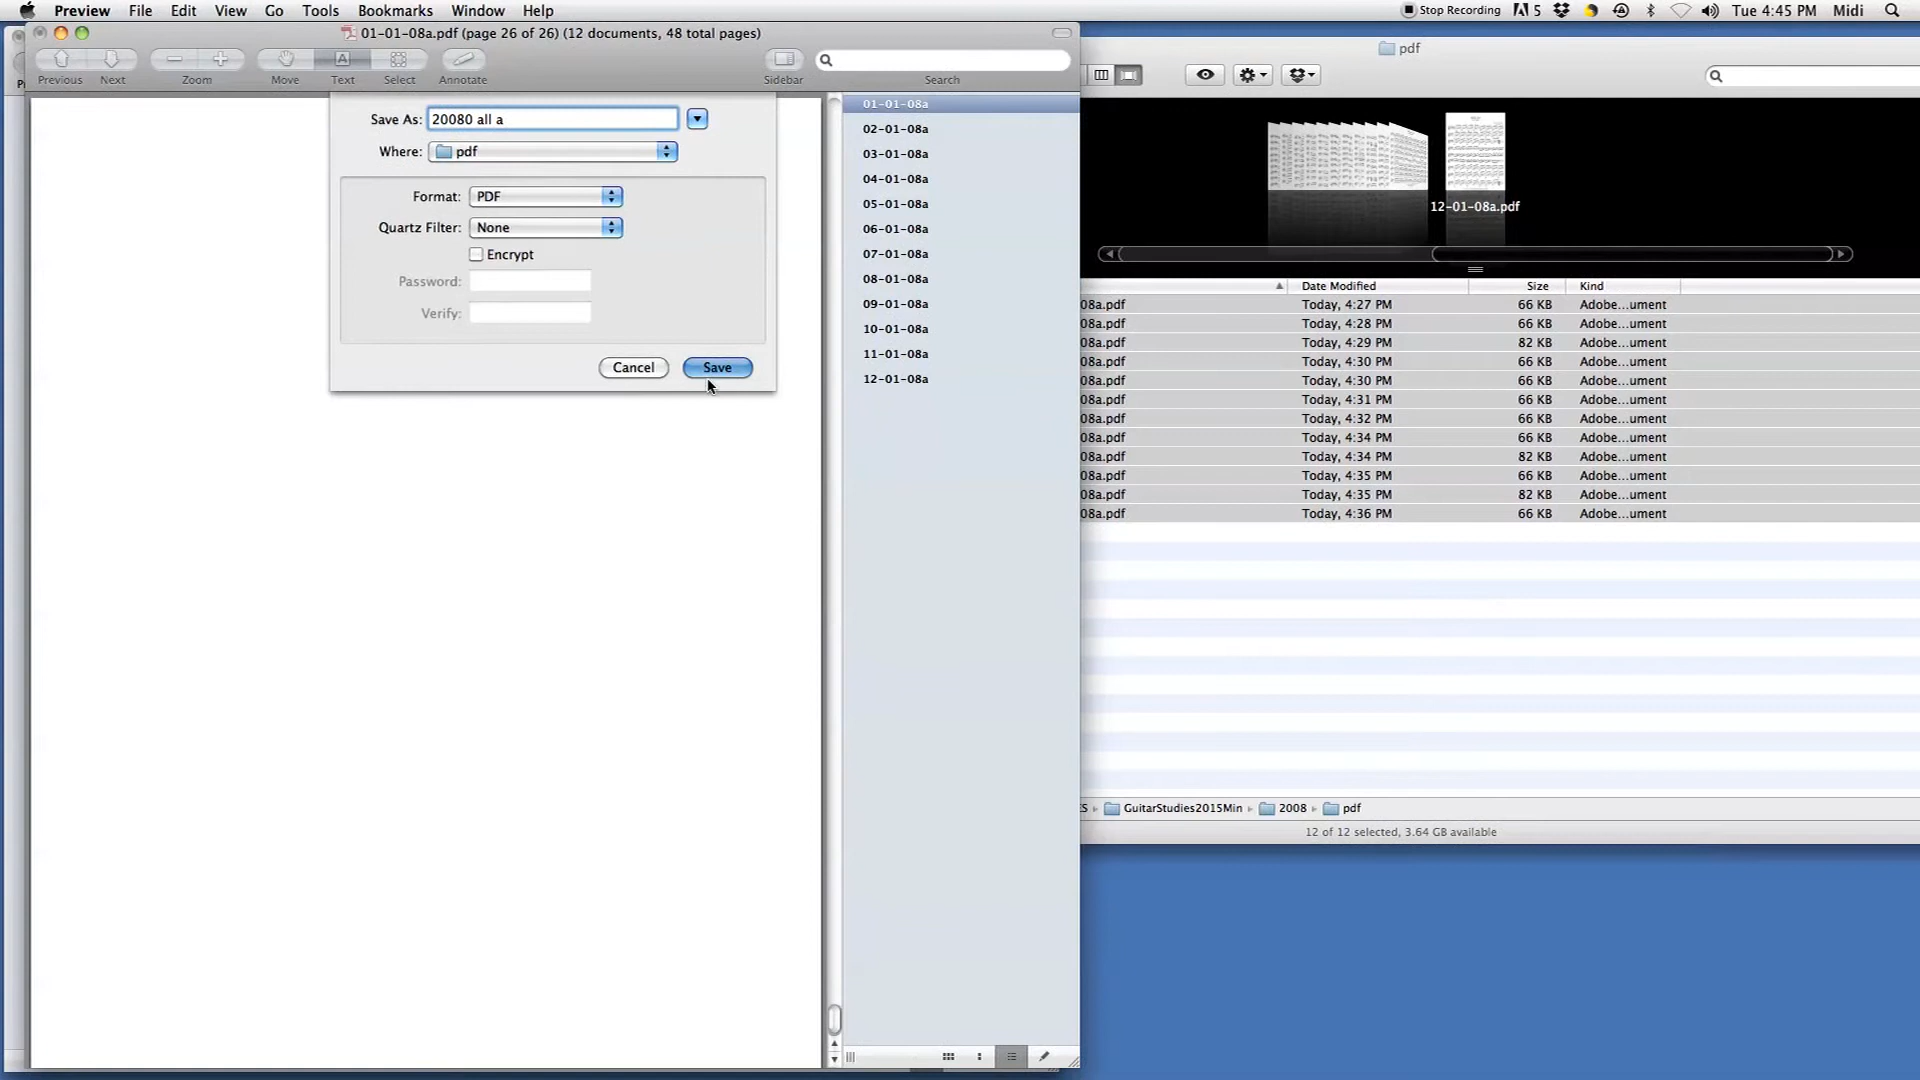 Preview File Edit View Go Tools Bookmarks Window Help
Stop Recording 5 Tue 4:45 PM Midi
01-01-08a.pdf (page 26 of 26) (12 documents, 48 total pages)
Previous Next Zoom Move Text Select Annotate Sidebar Search
Save As: 20080 all a
Where: pdf
Format: PDF
Quartz Filter: None
Encrypt
Password:
Verify:
Cancel Save
01-01-08a
02-01-08a
03-01-08a
04-01-08a
05-01-08a
06-01-08a
07-01-08a
08-01-08a
09-01-08a
10-01-08a
11-01-08a
12-01-08a
pdf
12-01-08a.pdf
Date Modified Size Kind
08a.pdf Today, 4:27 PM 66 KB Adobe...ument
08a.pdf Today, 4:28 PM 66 KB Adobe...ument
08a.pdf Today, 4:29 PM 82 KB Adobe...ument
08a.pdf Today, 4:30 PM 66 KB Adobe...ument
08a.pdf Today, 4:30 PM 66 KB Adobe...ument
08a.pdf Today, 4:31 PM 66 KB Adobe...ument
08a.pdf Today, 4:32 PM 66 KB Adobe...ument
08a.pdf Today, 4:34 PM 66 KB Adobe...ument
08a.pdf Today, 4:34 PM 82 KB Adobe...ument
08a.pdf Today, 4:35 PM 66 KB Adobe...ument
08a.pdf Today, 4:35 PM 82 KB Adobe...ument
08a.pdf Today, 4:36 PM 66 KB Adobe...ument
GuitarStudies2015Min 2008 pdf
12 of 12 selected, 3.64 GB available